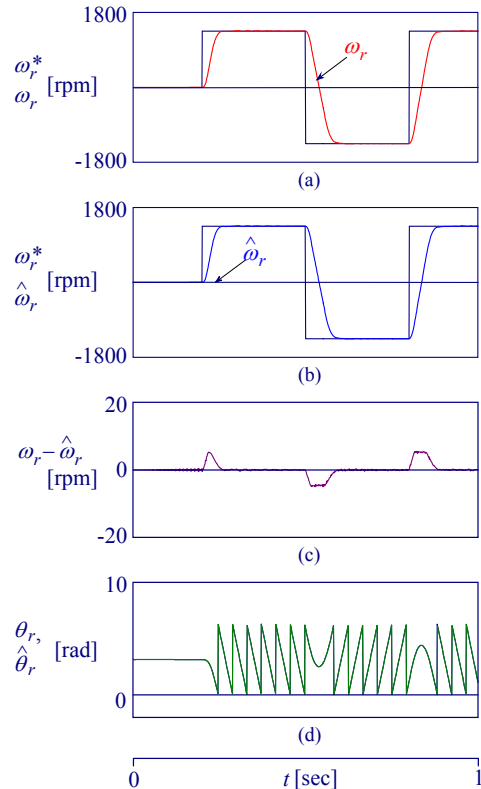 1800
ω_r^*
ω_r [rpm]
ω_r
-1800
(a)
1800
ω_r^*
ω̂_r [rpm]
ω̂_r
-1800
(b)
20
ω_r − ω̂_r
[rpm]
0
-20
(c)
10
θ_r,
θ̂_r [rad]
0
(d)
0 t [sec] 1